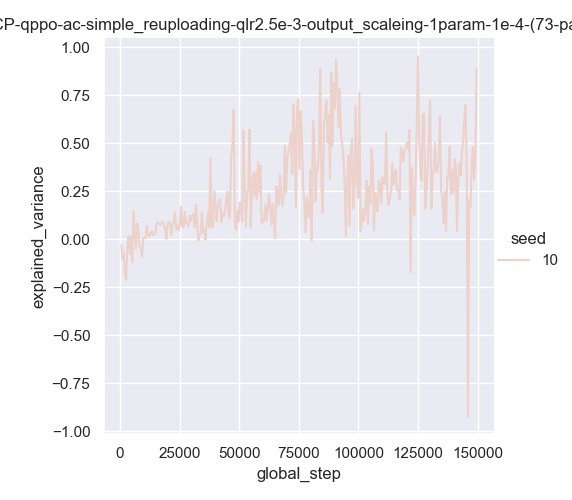 CP-qppo-ac-simple_reuploading-qlr2.5e-3-output_scaleing-1param-1e-4-(73-pa
1.00
0.75
0.50
0.25
0.00
−0.25
−0.50
−0.75
−1.00
explained_variance
seed
10
0 25000 50000 75000 100000 125000 150000
global_step